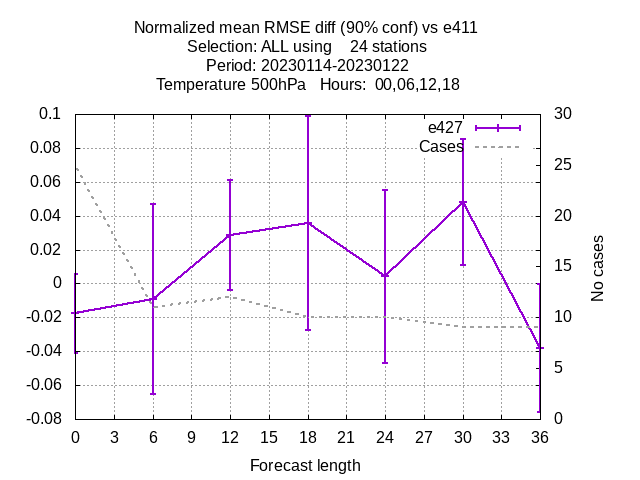 Normalized mean RMSE diff (90% conf) vs e411
Selection: ALL using    24 stations
Period: 20230114-20230122
Temperature 500hPa   Hours:  00,06,12,18
0.1
0.08
0.06
0.04
0.02
0
-0.02
-0.04
-0.06
-0.08
30
25
20
15
10
5
0
e427
Cases
No cases
0 3 6 9 12 15 18 21 24 27 30 33 36
Forecast length